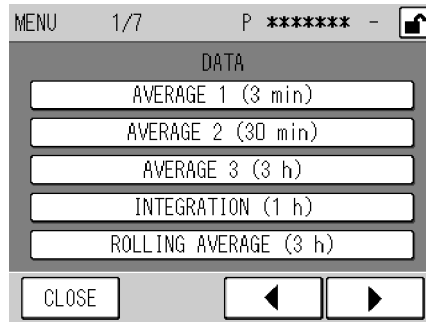 MENU 1/7 P ******* -
DATA
AVERAGE 1 (3 min)
AVERAGE 2 (30 min)
AVERAGE 3 (3 h)
INTEGRATION (1 h)
ROLLING AVERAGE (3 h)
CLOSE